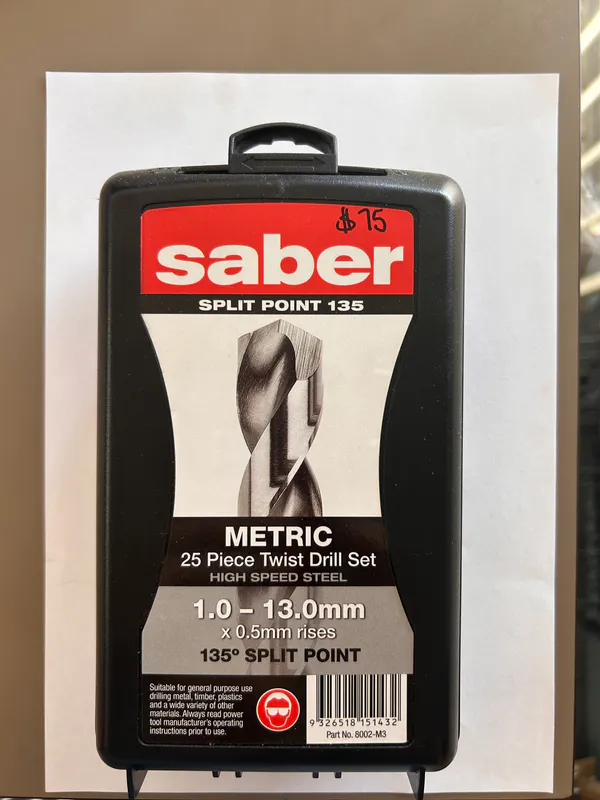 $75
saber
SPLIT POINT 135
METRIC
25 Piece Twist Drill Set
HIGH SPEED STEEL
1.0 – 13.0mm
x 0.5mm rises
135º SPLIT POINT
Suitable for general purpose use
drilling metal, timber, plastics
and a wide variety of other
materials. Always read power
tool manufacturer's operating
instructions prior to use.
9 326518 151432
Part No. 8002-M3